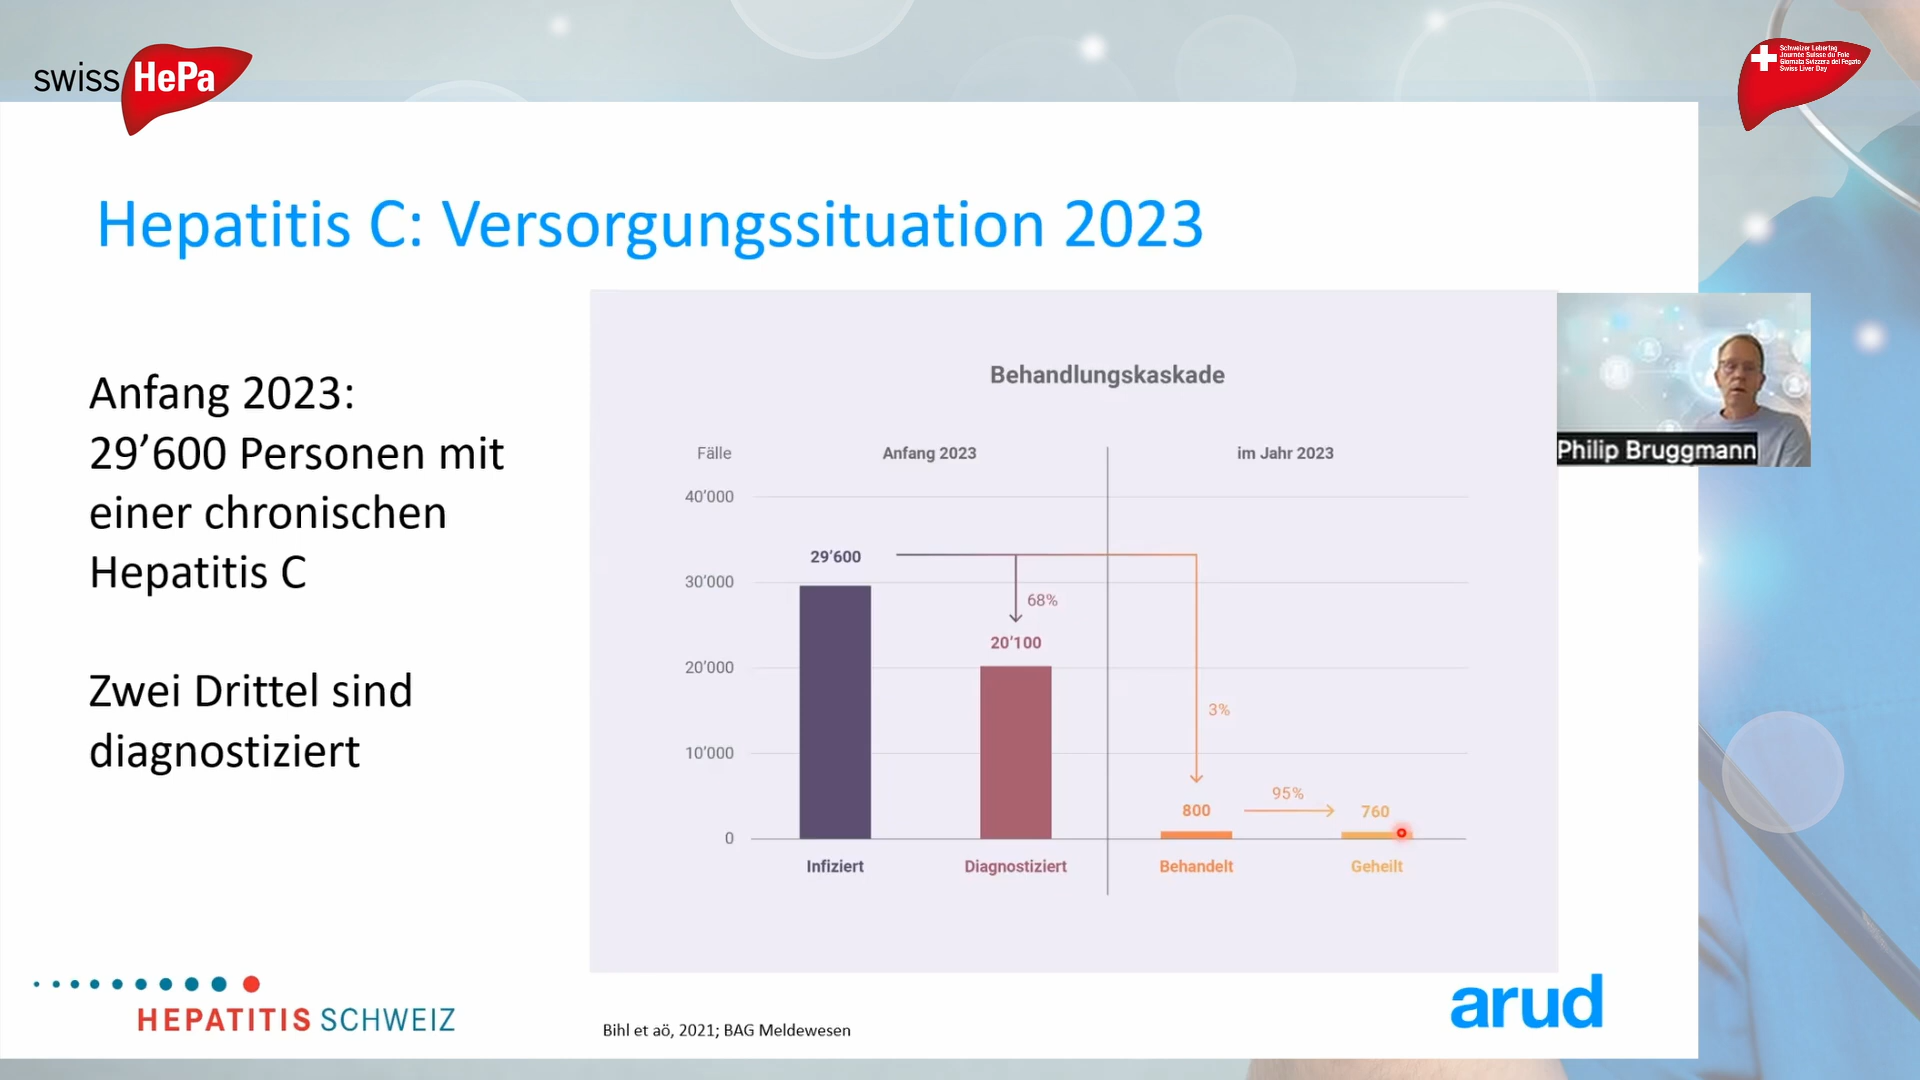 swiss HePa
Schweizer Lebertag
Journée Suisse du Foie
Giornata Svizzera del Fegato
Swiss Liver Day
Hepatitis C: Versorgungssituation 2023
Anfang 2023:
29’600 Personen mit
einer chronischen
Hepatitis C
Zwei Drittel sind
diagnostiziert
Behandlungskaskade
Fälle
Anfang 2023
im Jahr 2023
40’000
30’000
20’000
10’000
0
29’600
68%
20’100
3%
800
95%
760
Infiziert
Diagnostiziert
Behandelt
Geheilt
Philip Bruggmann
HEPATITIS SCHWEIZ
Bihl et aö, 2021; BAG Meldewesen
arud